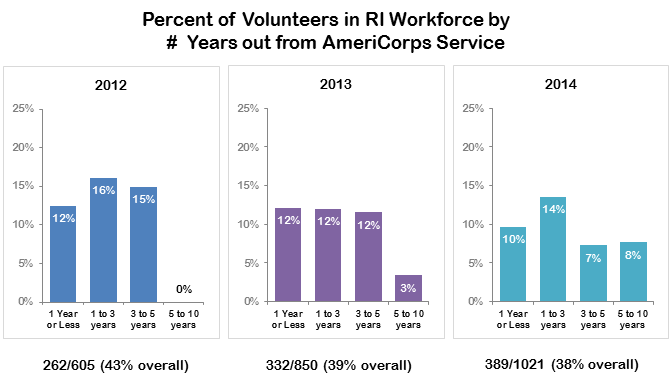 Percent of Volunteers in RI Workforce by
# Years out from AmeriCorps Service
2012
25%
20%
15%
10%
5%
0%
12%
16%
15%
0%
1 Year
or Less
1 to 3
years
3 to 5
years
5 to 10
years
262/605 (43% overall)
2013
25%
20%
15%
10%
5%
0%
12%
12%
12%
3%
1 Year
or Less
1 to 3
years
3 to 5
years
5 to 10
years
332/850 (39% overall)
2014
25%
20%
15%
10%
5%
0%
10%
14%
7%
8%
1 Year
or Less
1 to 3
years
3 to 5
years
5 to 10
years
389/1021 (38% overall)